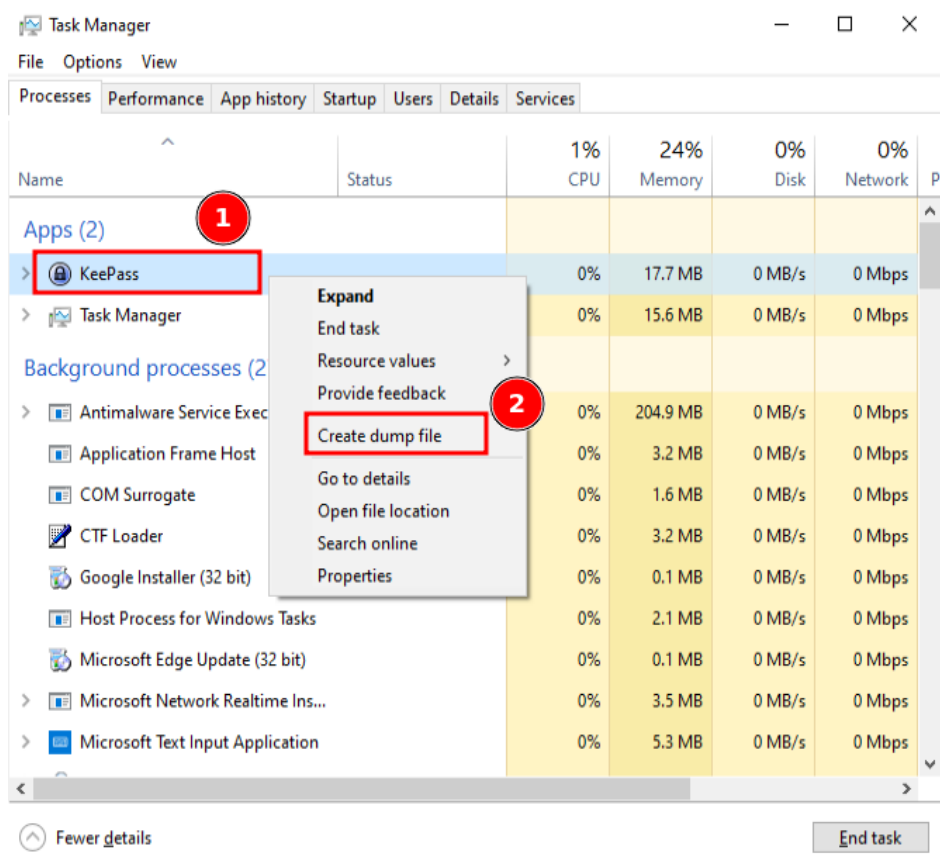 Task Manager
File Options View
Processes Performance App history Startup Users Details Services
1% 24% 0% 0%
Name Status CPU Memory Disk Network P
Apps (2)
1
KeePass 0% 17.7 MB 0 MB/s 0 Mbps
Task Manager 0% 15.6 MB 0 MB/s 0 Mbps
Background processes (2
Antimalware Service Exec 0% 204.9 MB 0 MB/s 0 Mbps
Application Frame Host 0% 3.2 MB 0 MB/s 0 Mbps
COM Surrogate 0% 1.6 MB 0 MB/s 0 Mbps
CTF Loader 0% 3.2 MB 0 MB/s 0 Mbps
Google Installer (32 bit) 0% 0.1 MB 0 MB/s 0 Mbps
Host Process for Windows Tasks 0% 2.1 MB 0 MB/s 0 Mbps
Microsoft Edge Update (32 bit) 0% 0.1 MB 0 MB/s 0 Mbps
Microsoft Network Realtime Ins... 0% 3.5 MB 0 MB/s 0 Mbps
Microsoft Text Input Application 0% 5.3 MB 0 MB/s 0 Mbps
Expand
End task
Resource values
Provide feedback
2
Create dump file
Go to details
Open file location
Search online
Properties
Fewer details
End task